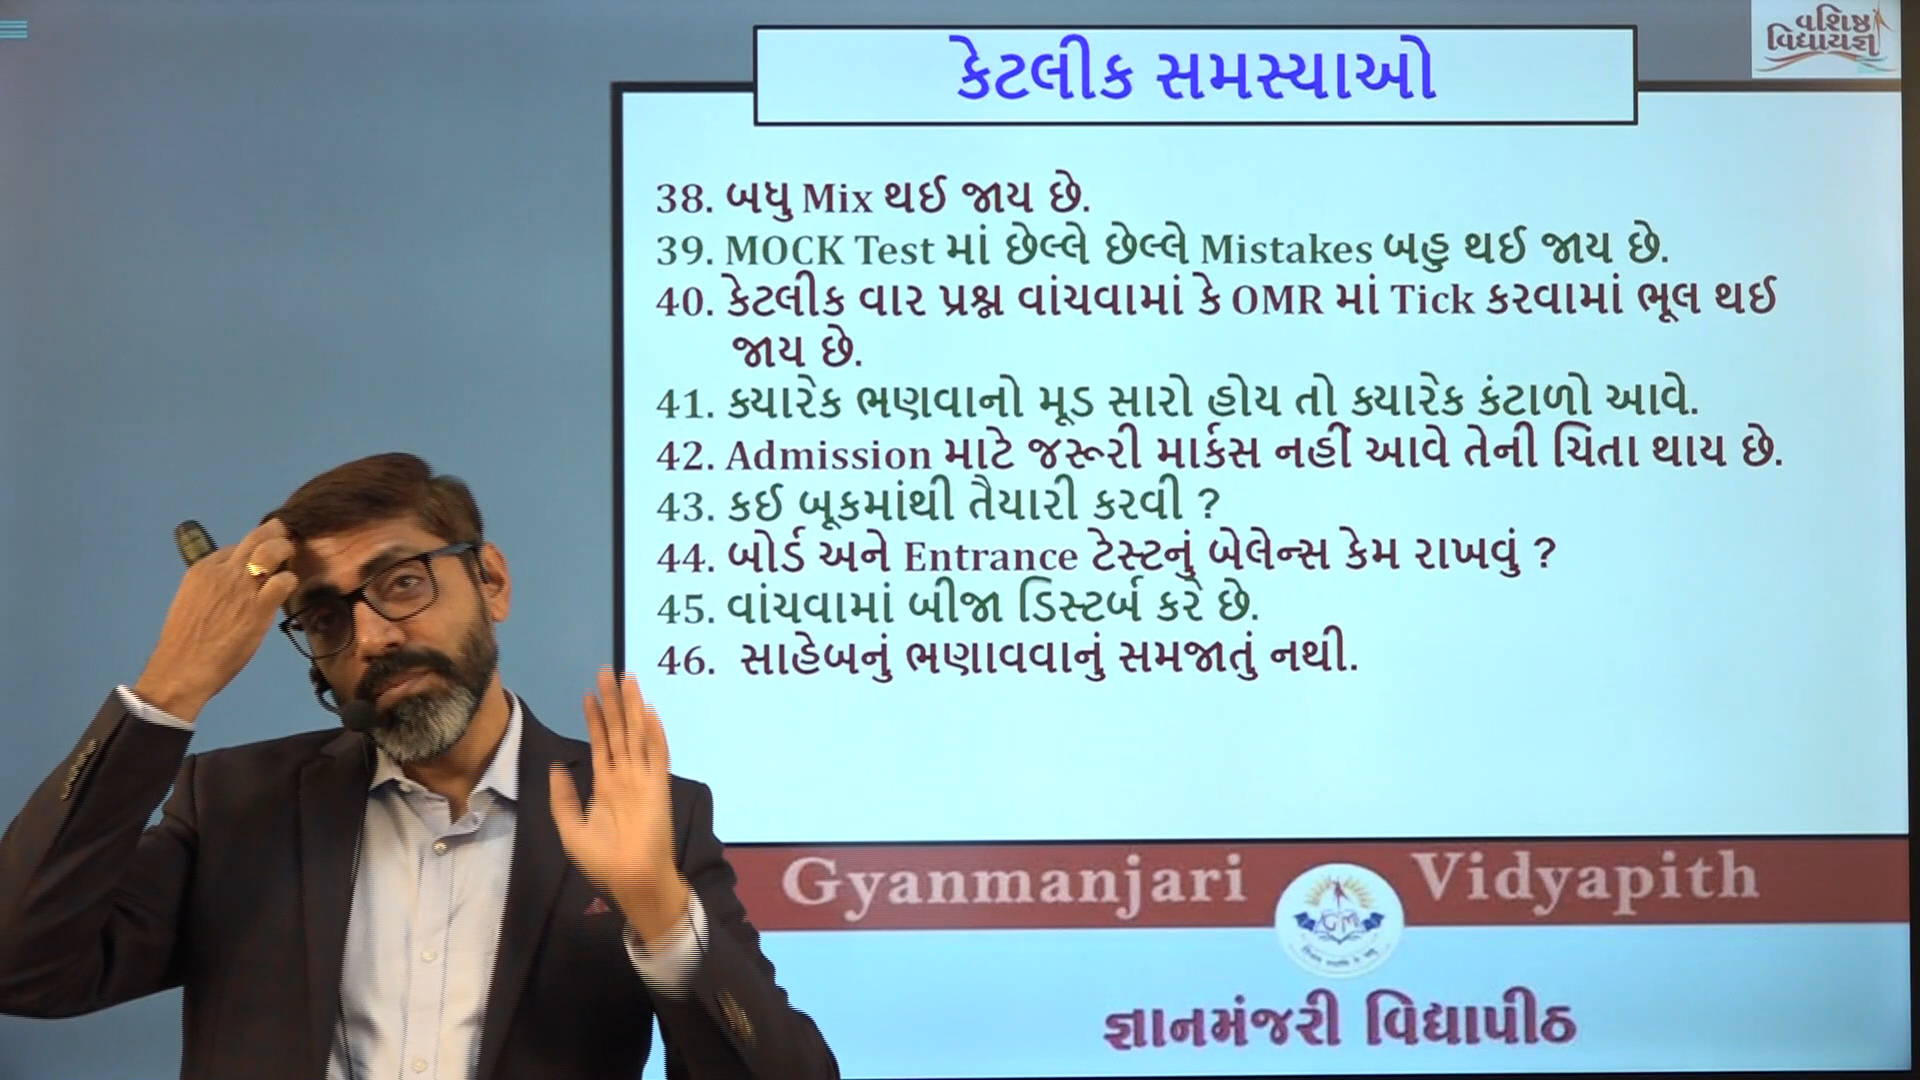 વશિષ્ઠ
વિદ્યાયજ્ઞ
કેટલીક સમસ્યાઓ
38. બધુ Mix થઈ જાય છે.
39. MOCK Test માં છેલ્લે છેલ્લે Mistakes બહુ થઈ જાય છે.
40. કેટલીક વાર પ્રશ્ન વાંચવામાં કે OMR માં Tick કરવામાં ભૂલ થઈ
જાય છે.
41. ક્યારેક ભણવાનો મૂડ સારો હોય તો ક્યારેક કંટાળો આવે.
42. Admission માટે જરૂરી માર્કસ નહીં આવે તેની ચિંતા થાય છે.
43. કઈ બૂકમાંથી તૈયારી કરવી ?
44. બોર્ડ અને Entrance ટેસ્ટનું બેલેન્સ કેમ રાખવું ?
45. વાંચવામાં બીજા ડિસ્ટર્બ કરે છે.
46. સાહેબનું ભણાવવાનું સમજાતું નથી.
Gyanmanjari Vidyapith
જ્ઞાનમંજરી વિદ્યાપીઠ